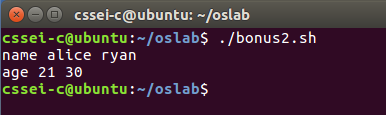 cssei-c@ubuntu: ~/oslab
cssei-c@ubuntu:~/oslab$ ./bonus2.sh
name alice ryan
age 21 30
cssei-c@ubuntu:~/oslab$